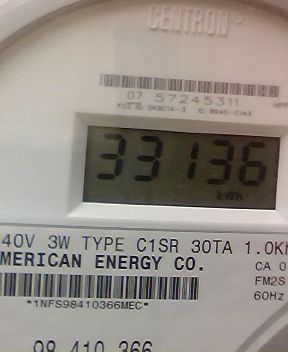 CENTRON®
07 57245311
33136
kWh
40V 3W TYPE C1SR 30TA 1.0K
MERICAN ENERGY CO.
CA 0
FM2S
*1NFS98410366MEC*
60Hz
98 410 366